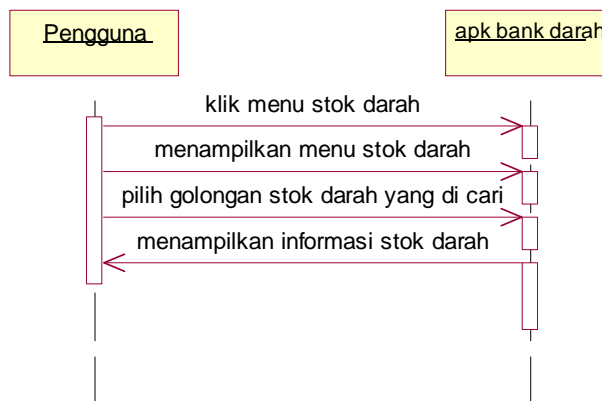 Pengguna
apk bank darah
klik menu stok darah
menampilkan menu stok darah
pilih golongan stok darah yang di cari
menampilkan informasi stok darah